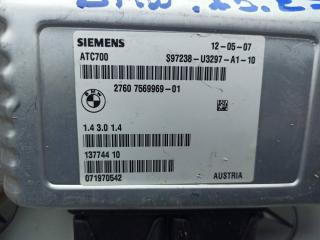 SIEMENS 12-05-07
ATC700 S97238-U3297-A1-10
BMW
2760 7569969-01
1.4 3.0 1.4
137744 10
071970542 AUSTRIA